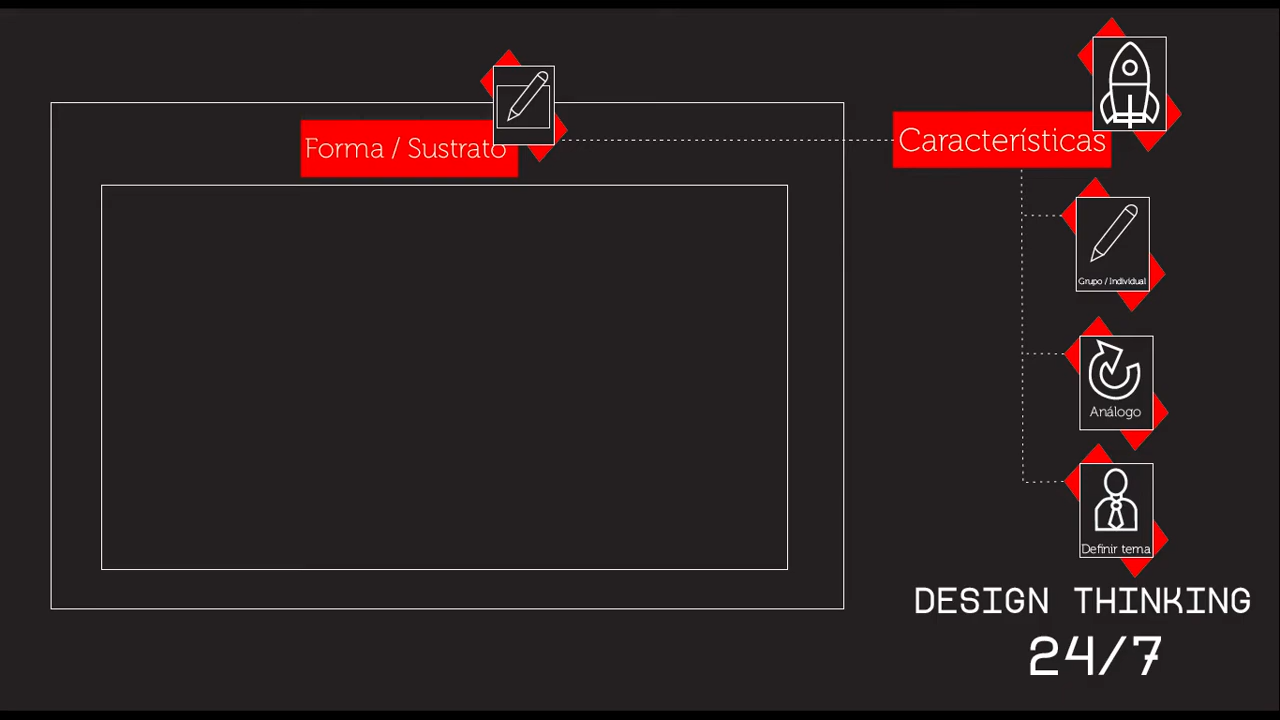 Forma / Sustrato
Características
Grupo / Individual
Análogo
Definir tema
DESIGN THINKING
24/7